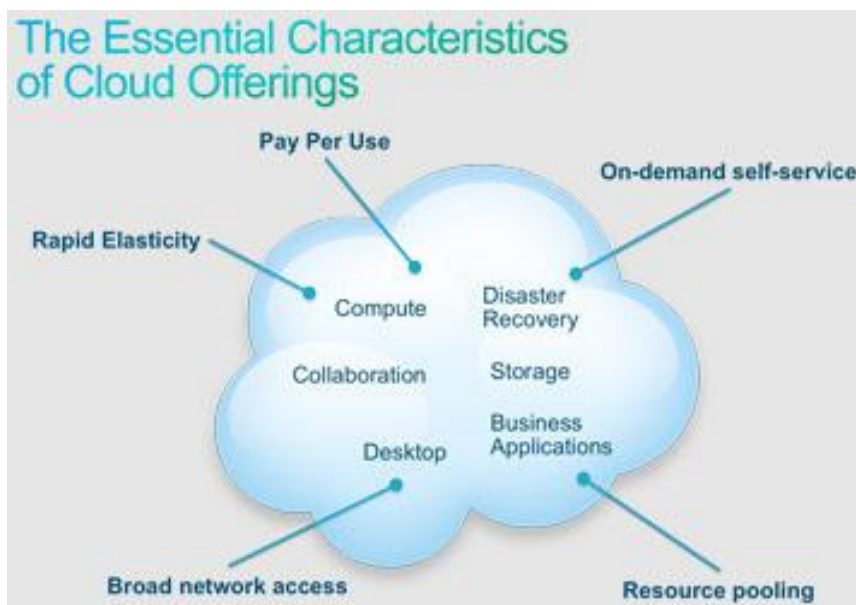 The Essential Characteristics
of Cloud Offerings
Pay Per Use
On-demand self-service
Rapid Elasticity
Compute
Disaster
Recovery
Collaboration
Storage
Desktop
Business
Applications
Broad network access
Resource pooling